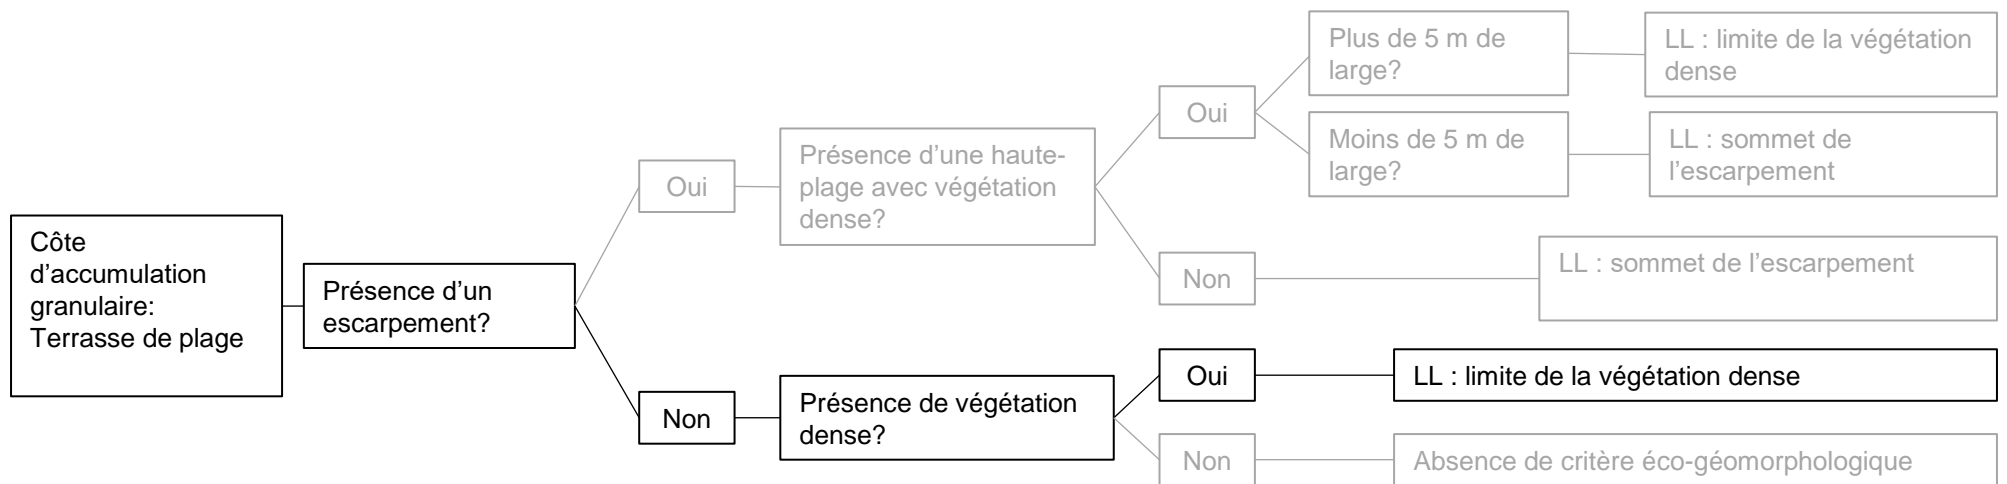 Côte
d'accumulation
granulaire:
Terrasse de plage
Présence d'un
escarpement?
Oui
Présence d'une haute-
plage avec végétation
dense?
Oui
Plus de 5 m de
large?
LL : limite de la végétation
dense
Moins de 5 m de
large?
LL : sommet de
l'escarpement
Non
LL : sommet de l'escarpement
Non
Présence de végétation
dense?
Oui
LL : limite de la végétation dense
Non
Absence de critère éco-géomorphologique